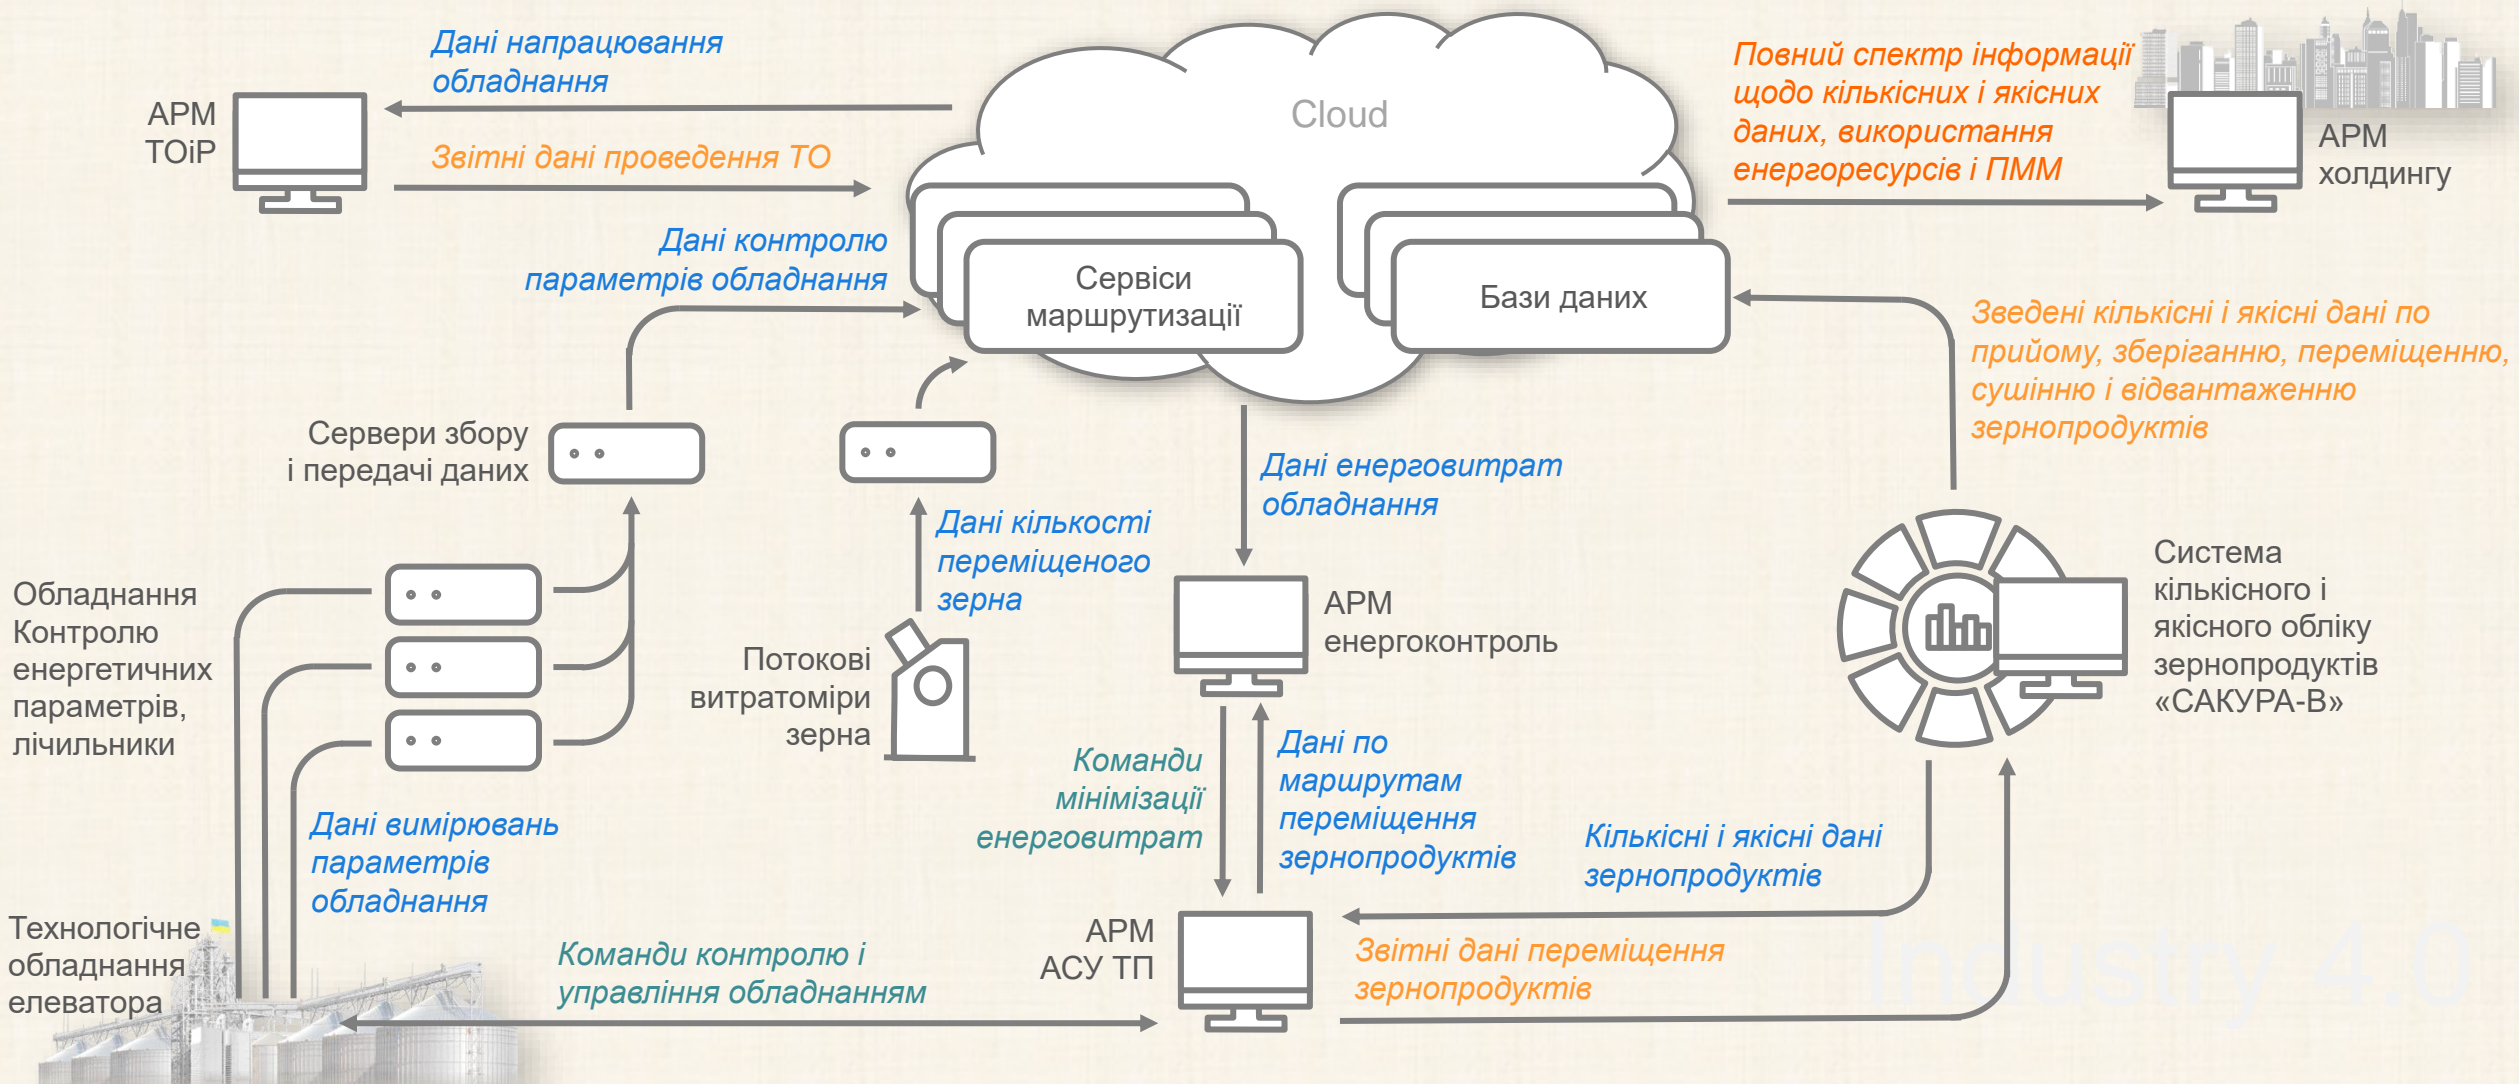 Дані напрацювання
обладнання
АРМ
ТОіР
Звітні дані проведення ТО
Cloud
Повний спектр інформації
щодо кількісних і якісних
даних, використання
енергоресурсів і ПММ
АРМ
холдингу
Дані контролю
параметрів обладнання
Сервіси
маршрутизації
Бази даних
Зведені кількісні і якісні дані по
прийому, зберіганню, переміщенню,
сушінню і відвантаженню
зернопродуктів
Сервери збору
і передачі даних
Дані енерговитрат
обладнання
Дані кількості
переміщеного
зерна
Обладнання
Контролю
енергетичних
параметрів,
лічильники
Потокові
витратоміри
зерна
АРМ
енергоконтроль
Система
кількісного і
якісного обліку
зернопродуктів
«САКУРА-В»
Команди
мінімізації
енерговитрат
Дані по
маршрутам
переміщення
зернопродуктів
Дані вимірювань
параметрів
обладнання
Кількісні і якісні дані
зернопродуктів
Технологічне
обладнання
елеватора
Команди контролю і
управління обладнанням
АРМ
АСУ ТП
Звітні дані переміщення
зернопродуктів
Industry 4.0